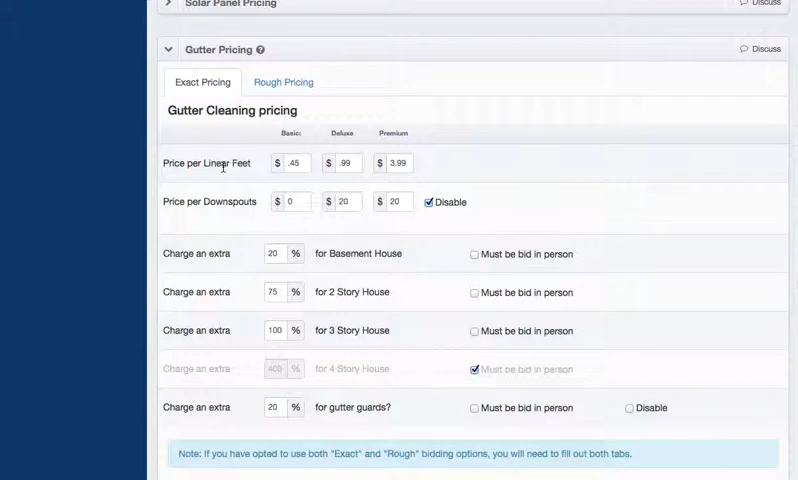 Solar Panel Pricing Discuss
Gutter Pricing ? Discuss
Exact Pricing Rough Pricing
Gutter Cleaning pricing
Basic: Deluxe Premium
Price per Linear Feet $ .45 $ .99 $ 3.99
Price per Downspouts $ 0 $ 20 $ 20 Disable
Charge an extra 20 % for Basement House Must be bid in person
Charge an extra 75 % for 2 Story House Must be bid in person
Charge an extra 100 % for 3 Story House Must be bid in person
Charge an extra 400 % for 4 Story House Must be bid in person
Charge an extra 20 % for gutter guards? Must be bid in person Disable
Note: If you have opted to use both "Exact" and "Rough" bidding options, you will need to fill out both tabs.